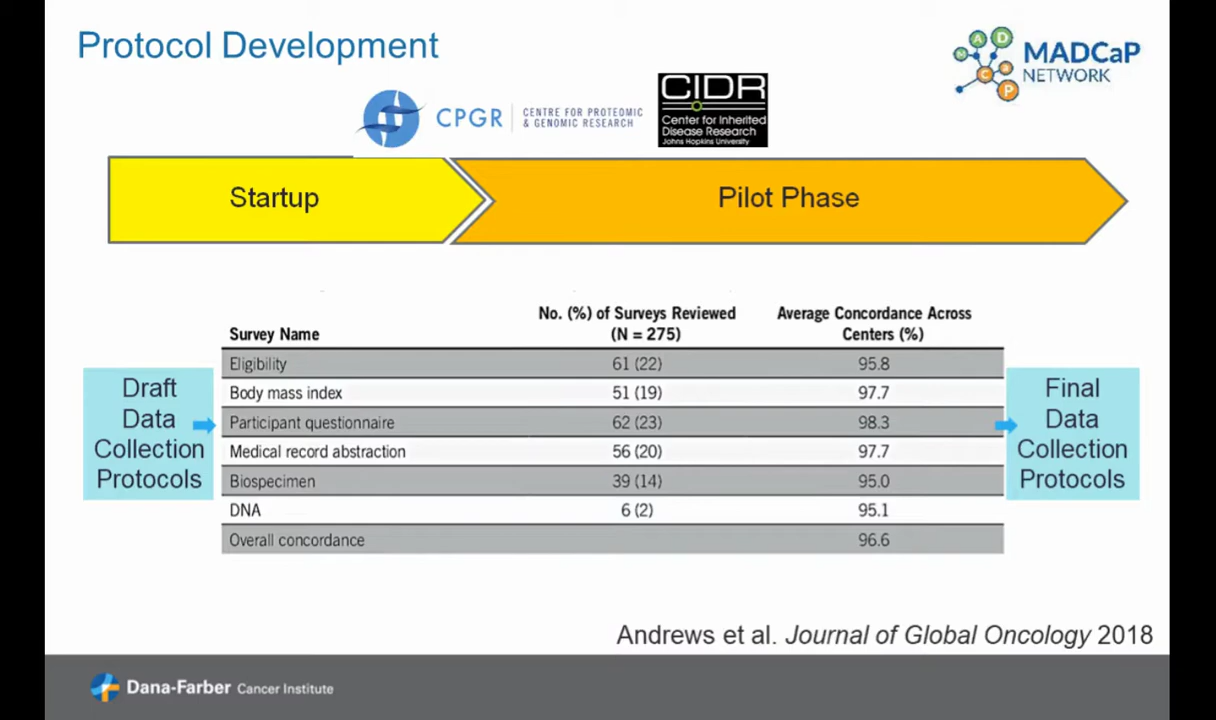 Protocol Development
M A D C a P
MADCaP
NETWORK
CPGR
CENTRE FOR PROTEOMIC
& GENOMIC RESEARCH
CIDR
Center for Inherited
Disease Research
Johns Hopkins University
Startup
Pilot Phase
Survey Name No. (%) of Surveys Reviewed (N = 275) Average Concordance Across Centers (%)
Eligibility 61 (22) 95.8
Body mass index 51 (19) 97.7
Participant questionnaire 62 (23) 98.3
Medical record abstraction 56 (20) 97.7
Biospecimen 39 (14) 95.0
DNA 6 (2) 95.1
Overall concordance 96.6
Draft
Data
Collection
Protocols
Final
Data
Collection
Protocols
Andrews et al. Journal of Global Oncology 2018
Dana-Farber Cancer Institute